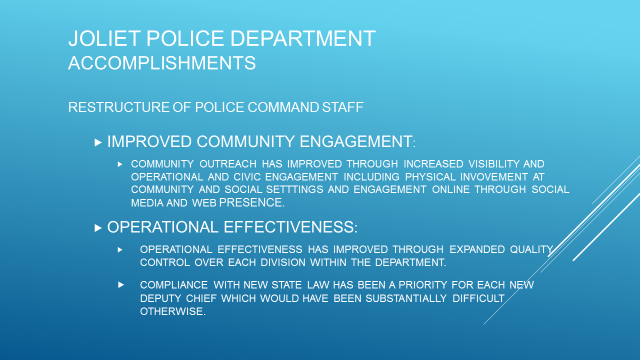 JOLIET POLICE DEPARTMENT
ACCOMPLISHMENTS
RESTRUCTURE OF POLICE COMMAND STAFF
IMPROVED COMMUNITY ENGAGEMENT:
COMMUNITY OUTREACH HAS IMPROVED THROUGH INCREASED VISIBILITY AND
OPERATIONAL AND CIVIC ENGAGEMENT INCLUDING PHYSICAL INVOVEMENT AT
COMMUNITY AND SOCIAL SETTTINGS AND ENGAGEMENT ONLINE THROUGH SOCIAL
MEDIA AND WEB PRESENCE.
OPERATIONAL EFFECTIVENESS:
OPERATIONAL EFFECTIVENESS HAS IMPROVED THROUGH EXPANDED QUALITY
CONTROL OVER EACH DIVISION WITHIN THE DEPARTMENT.
COMPLIANCE WITH NEW STATE LAW HAS BEEN A PRIORITY FOR EACH NEW
DEPUTY CHIEF WHICH WOULD HAVE BEEN SUBSTANTIALLY DIFFICULT
OTHERWISE.